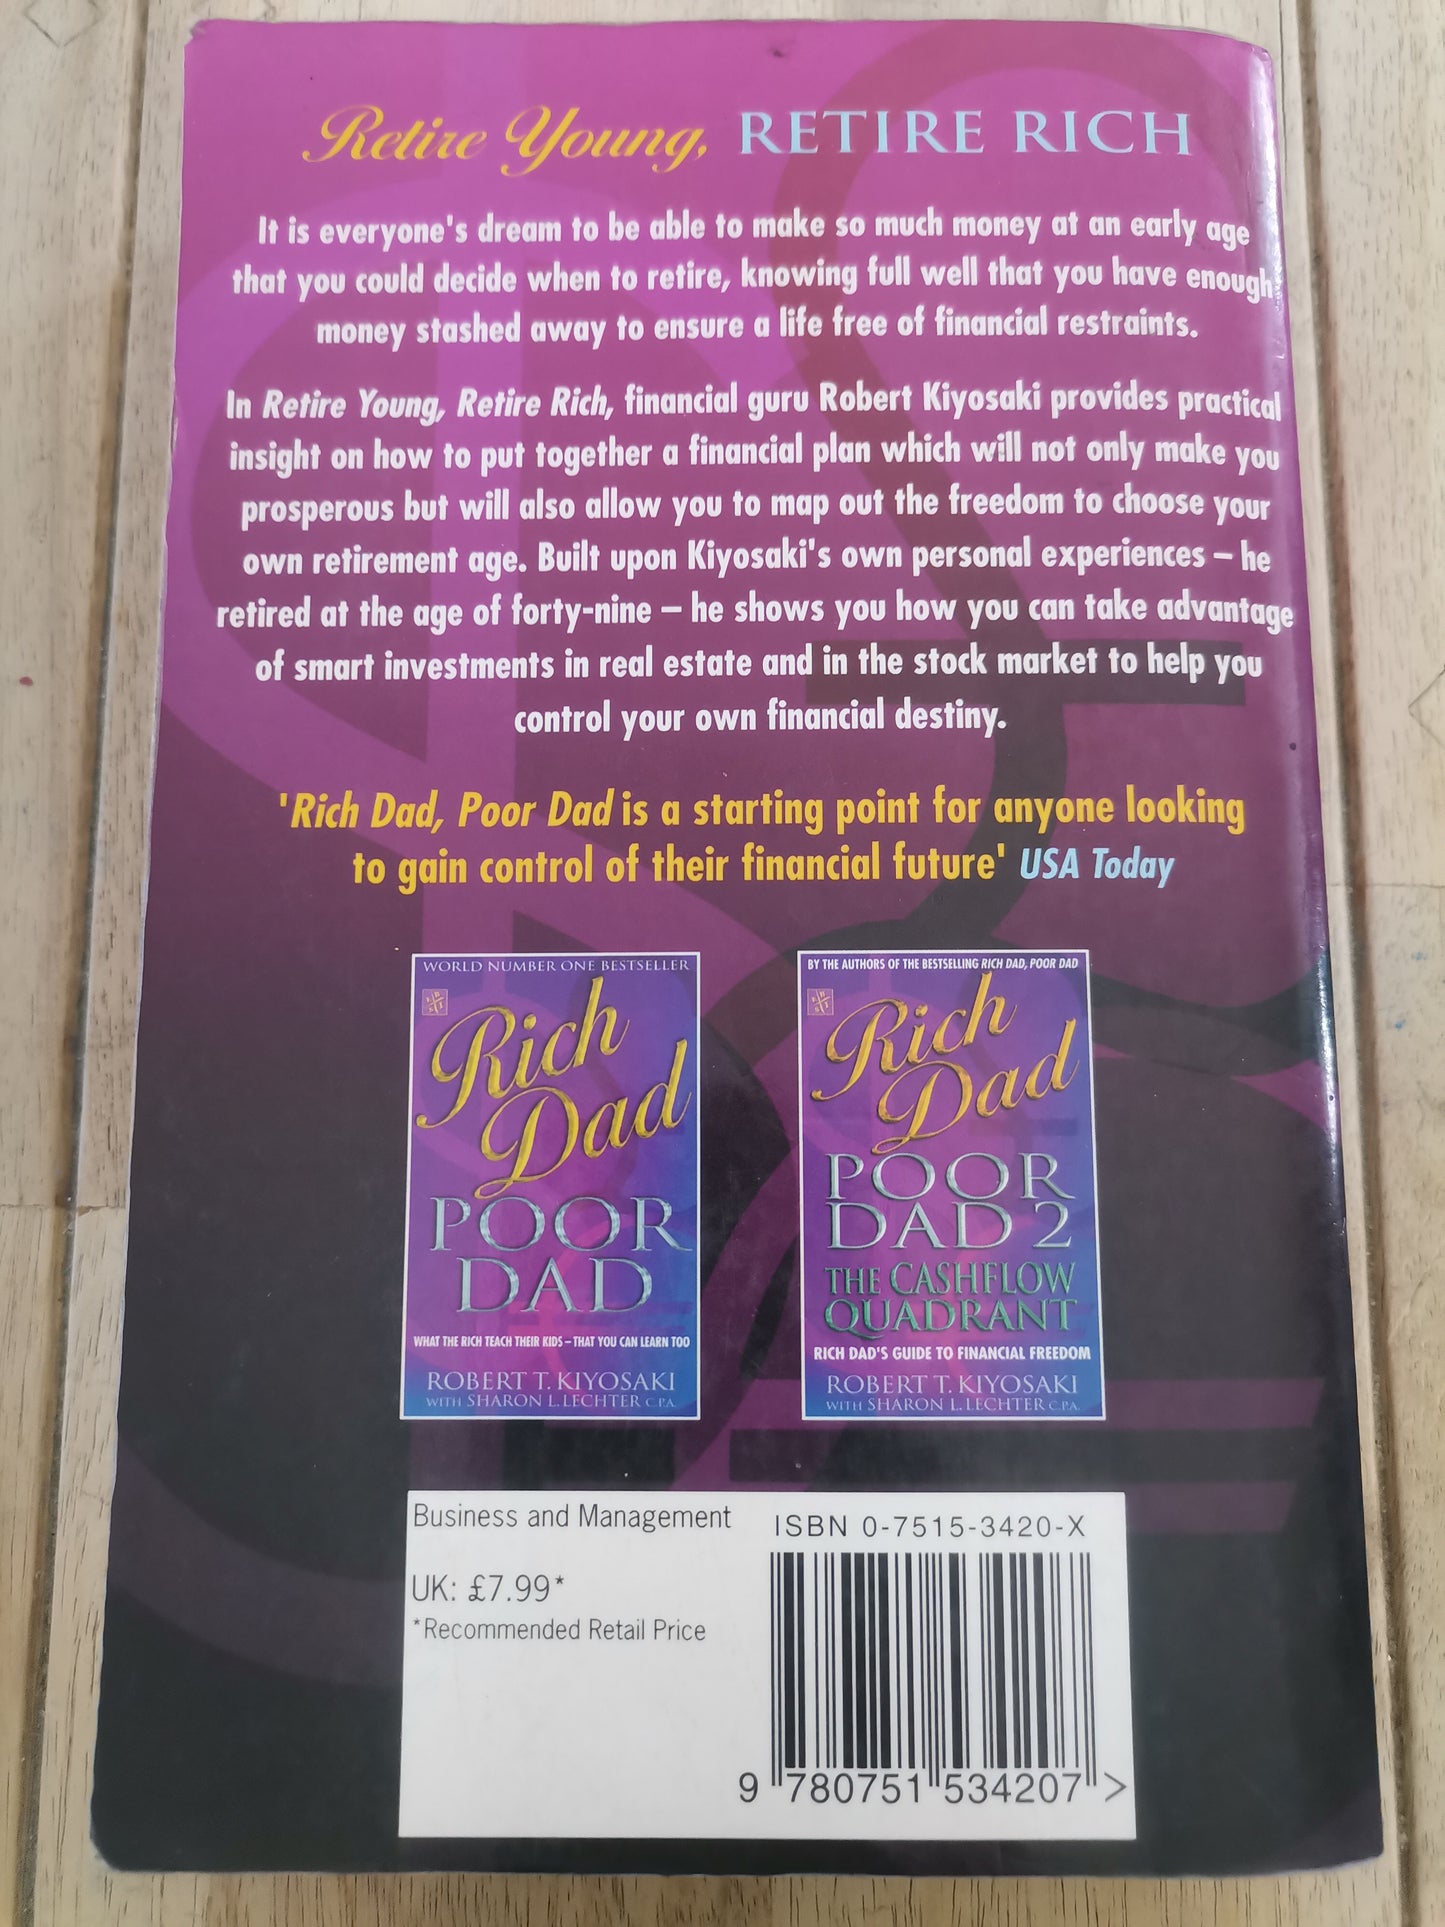 Retire Young, RETIRE RICH
It is everyone's dream to be able to make so much money at an early age
that you could decide when to retire, knowing full well that you have enough
money stashed away to ensure a life free of financial restraints.
In Retire Young, Retire Rich, financial guru Robert Kiyosaki provides practical
insight on how to put together a financial plan which will not only make you
prosperous but will also allow you to map out the freedom to choose your
own retirement age. Built upon Kiyosaki's own personal experiences – he
retired at the age of forty-nine – he shows you how you can take advantage
of smart investments in real estate and in the stock market to help you
control your own financial destiny.
'Rich Dad, Poor Dad is a starting point for anyone looking
to gain control of their financial future' USA Today
WORLD NUMBER ONE BESTSELLER
Rich
Dad
POOR
DAD
WHAT THE RICH TEACH THEIR KIDS – THAT YOU CAN LEARN TOO
ROBERT T. KIYOSAKI
WITH SHARON L. LECHTER C.P.A.
BY THE AUTHORS OF THE BESTSELLING RICH DAD, POOR DAD
Rich
Dad
POOR
DAD 2
THE CASHFLOW
QUADRANT
RICH DAD'S GUIDE TO FINANCIAL FREEDOM
ROBERT T. KIYOSAKI
WITH SHARON L. LECHTER C.P.A.
Business and Management
UK: £7.99*
*Recommended Retail Price
ISBN 0-7515-3420-X
9 780751 534207 >